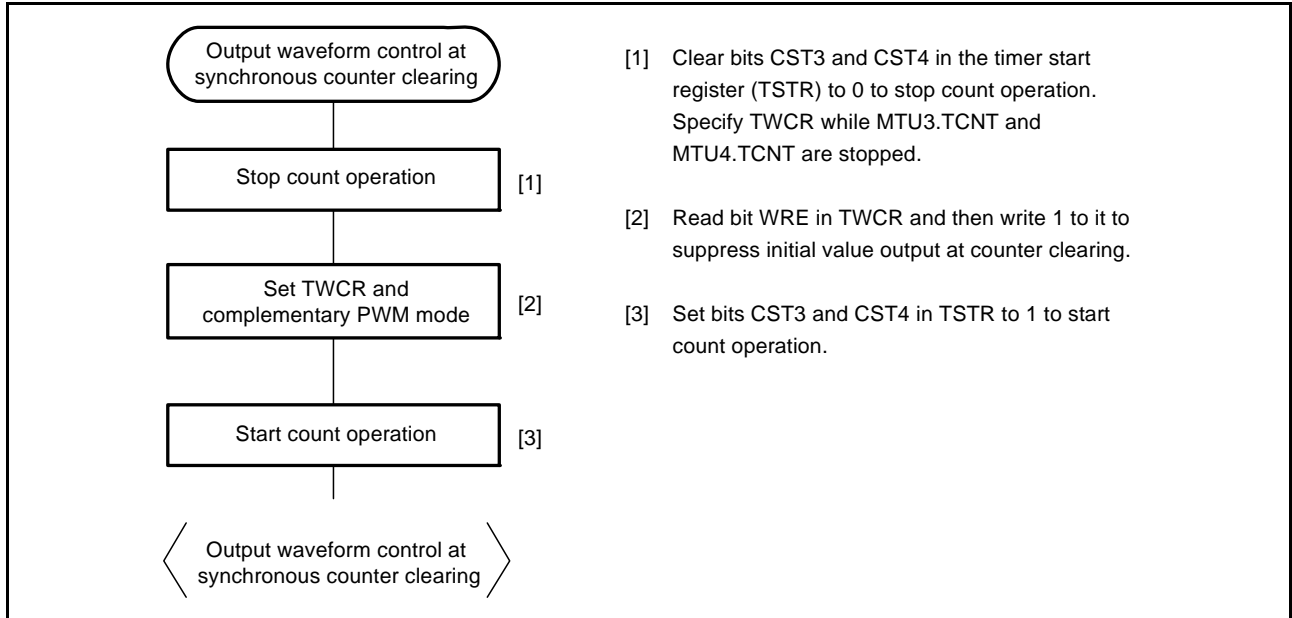 Output waveform control at
synchronous counter clearing
Stop count operation
[1]
Set TWCR and
complementary PWM mode
[2]
Start count operation
[3]
Output waveform control at
synchronous counter clearing
[1] Clear bits CST3 and CST4 in the timer start
register (TSTR) to 0 to stop count operation.
Specify TWCR while MTU3.TCNT and
MTU4.TCNT are stopped.
[2] Read bit WRE in TWCR and then write 1 to it to
suppress initial value output at counter clearing.
[3] Set bits CST3 and CST4 in TSTR to 1 to start
count operation.